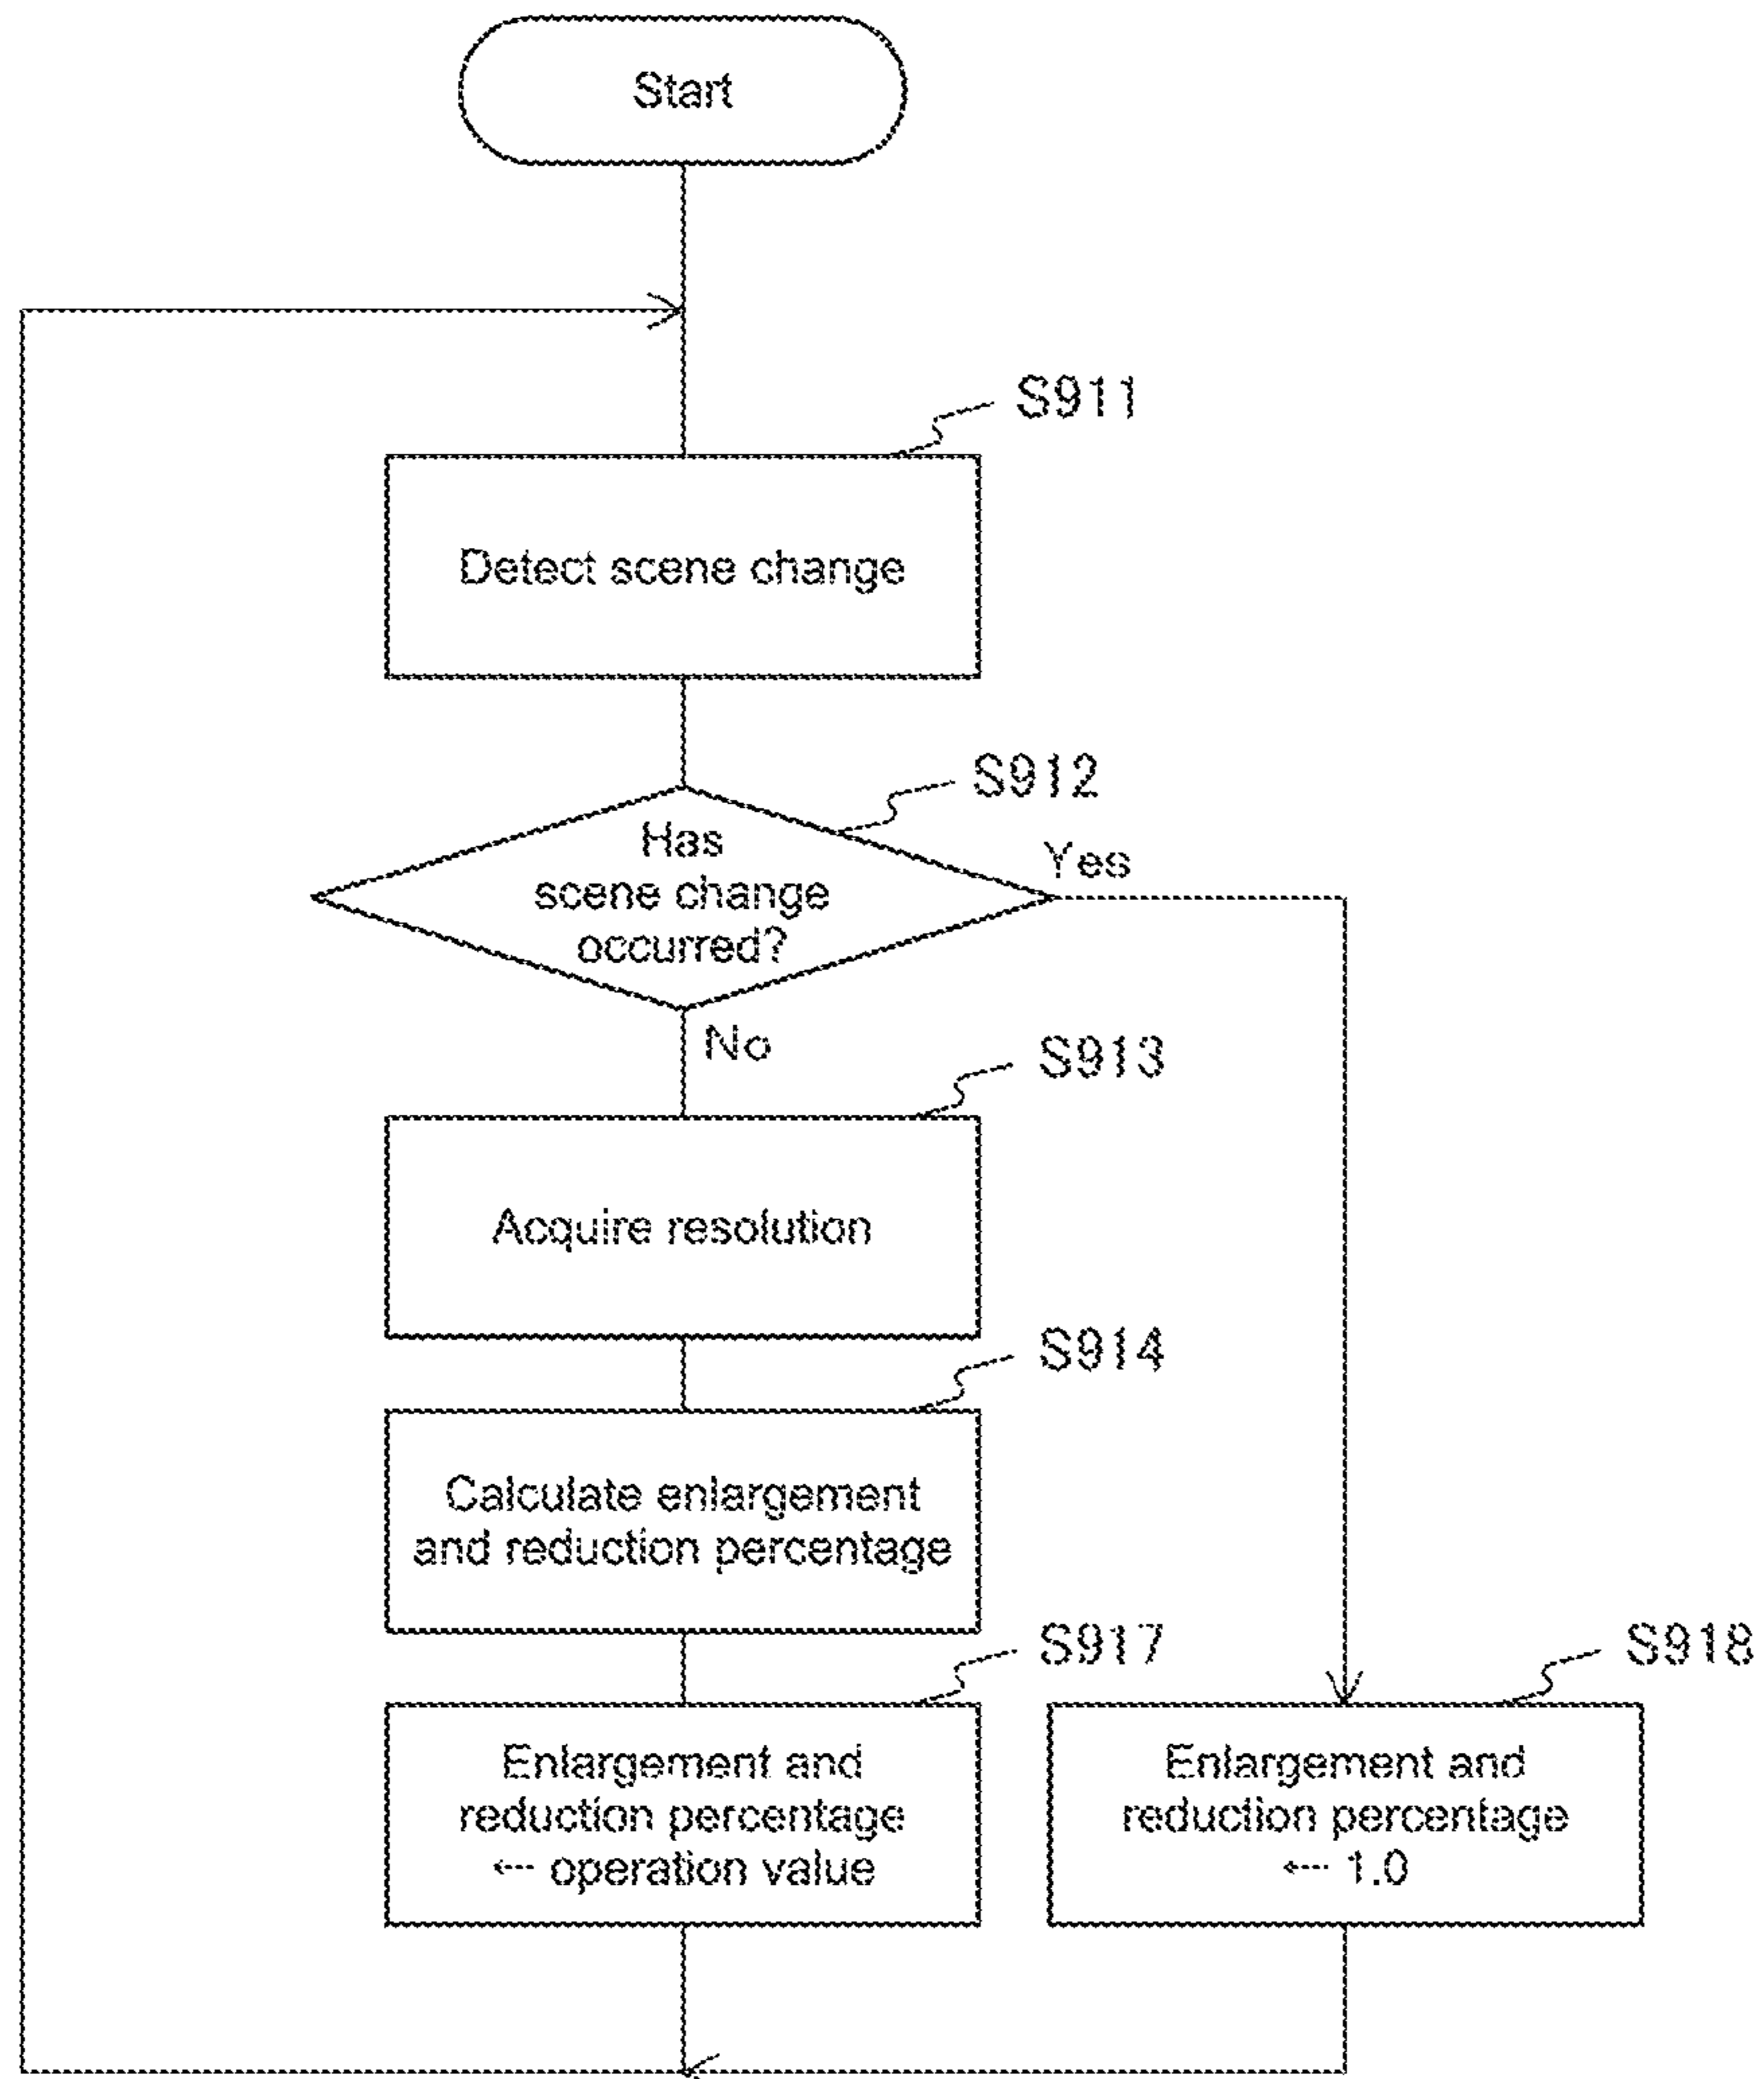 Start
S911
Detect scene change
S912
Has
scene change
occurred?
Yes
No
S913
Acquire resolution
S914
Calculate enlargement
and reduction percentage
S917
Enlargement and
reduction percentage
← operation value
S918
Enlargement and
reduction percentage
← 1.0